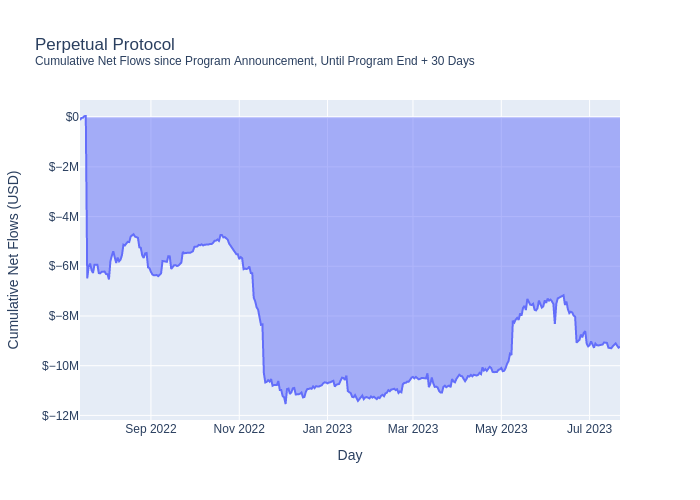 Perpetual Protocol
Cumulative Net Flows since Program Announcement, Until Program End + 30 Days
Cumulative Net Flows (USD)
$0
$−2M
$−4M
$−6M
$−8M
$−10M
$−12M
Sep 2022
Nov 2022
Jan 2023
Mar 2023
May 2023
Jul 2023
Day